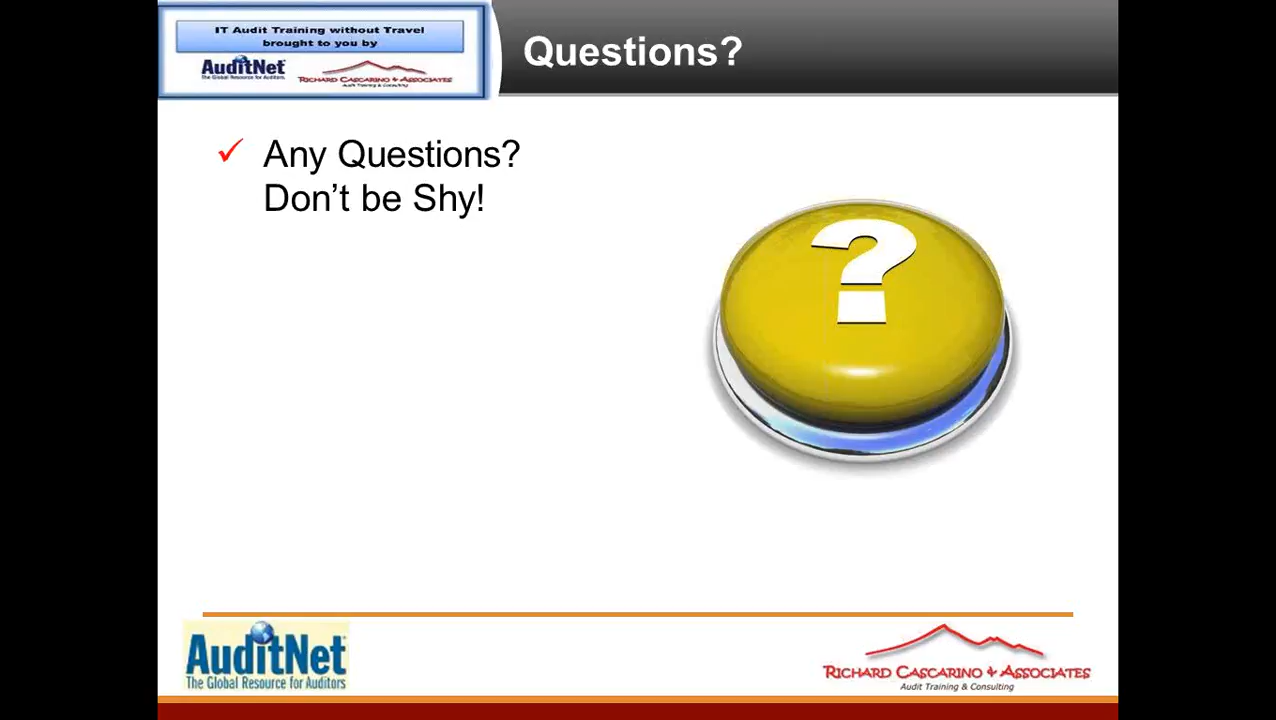 IT Audit Training without Travel
brought to you by
AuditNet
The Global Resource for Auditors
RICHARD CASCARINO & ASSOCIATES
Audit Training & Consulting
Questions?
Any Questions?
Don’t be Shy!
?
AuditNet
The Global Resource for Auditors
RICHARD CASCARINO & ASSOCIATES
Audit Training & Consulting